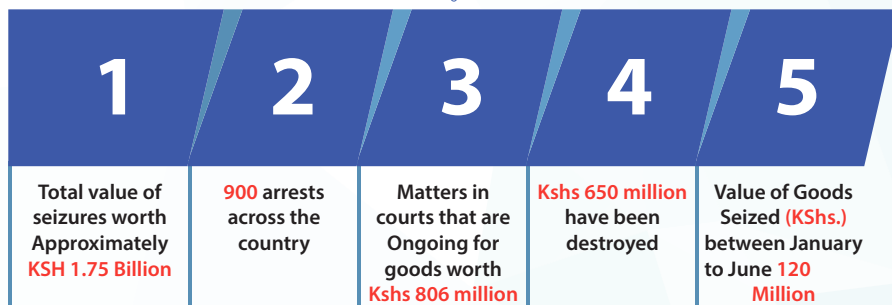 1
2
3
4
5
Total value of
seizures worth
Approximately
KSH 1.75 Billion
900 arrests
across the
country
Matters in
courts that are
Ongoing for
goods worth
Kshs 806 million
Kshs 650 million
have been
destroyed
Value of Goods
Seized (KShs.)
between January
to June 120
Million